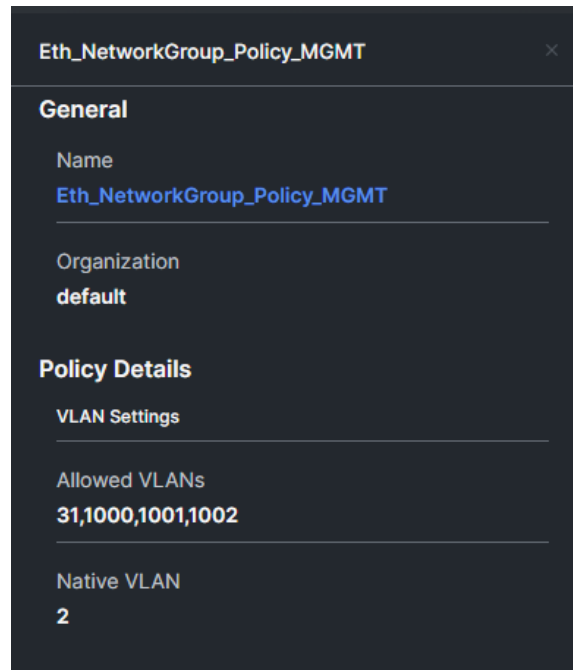 Eth_NetworkGroup_Policy_MGMT
General
Name
Eth_NetworkGroup_Policy_MGMT
Organization
default
Policy Details
VLAN Settings
Allowed VLANs
31,1000,1001,1002
Native VLAN
2